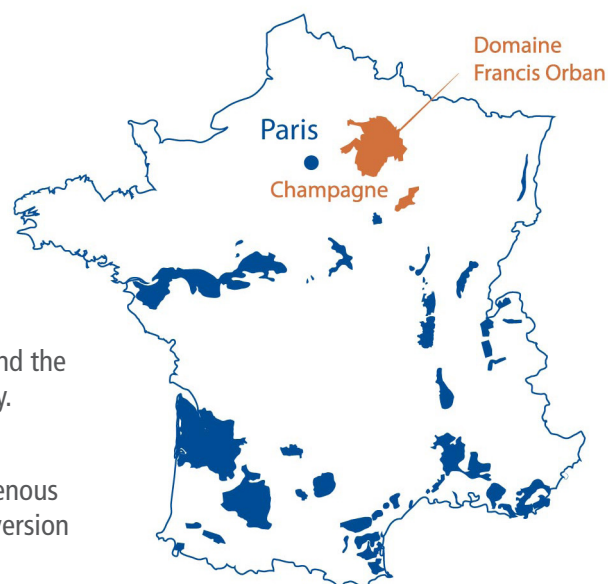 Domaine
Francis Orban
Paris
Champagne
nd the
y.
enous
version